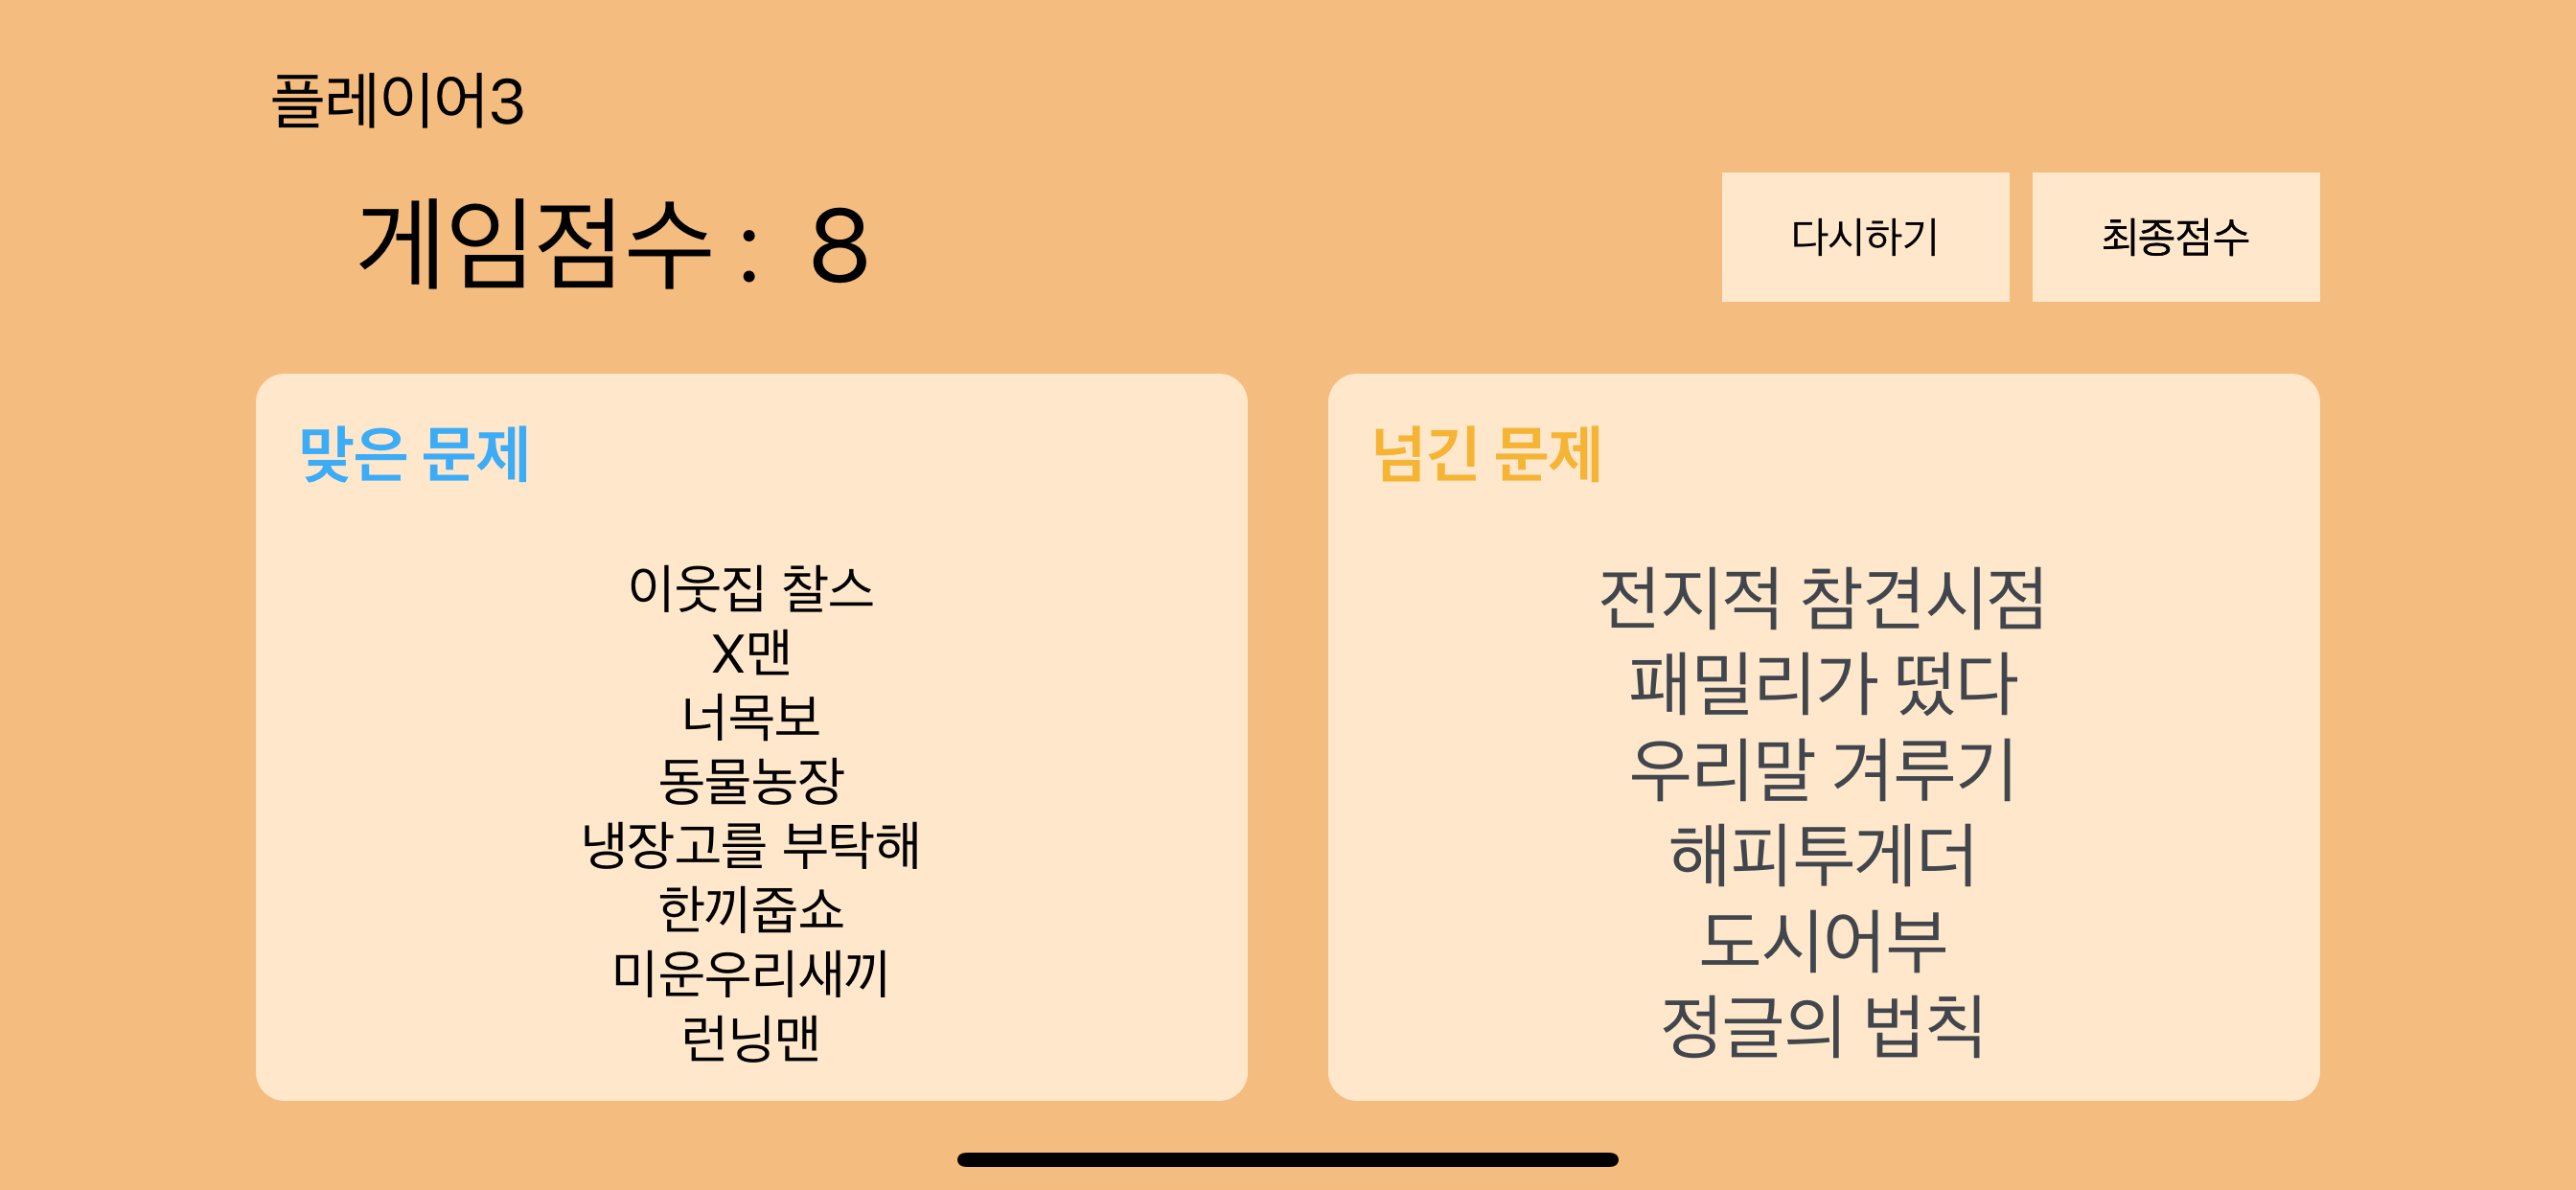 플레이어3
게임점수 : 8
다시하기
최종점수
맞은 문제
이웃집 찰스
X맨
너목보
동물농장
냉장고를 부탁해
한끼줍쇼
미운우리새끼
런닝맨
넘긴 문제
전지적 참견시점
패밀리가 떴다
우리말 겨루기
해피투게더
도시어부
정글의 법칙